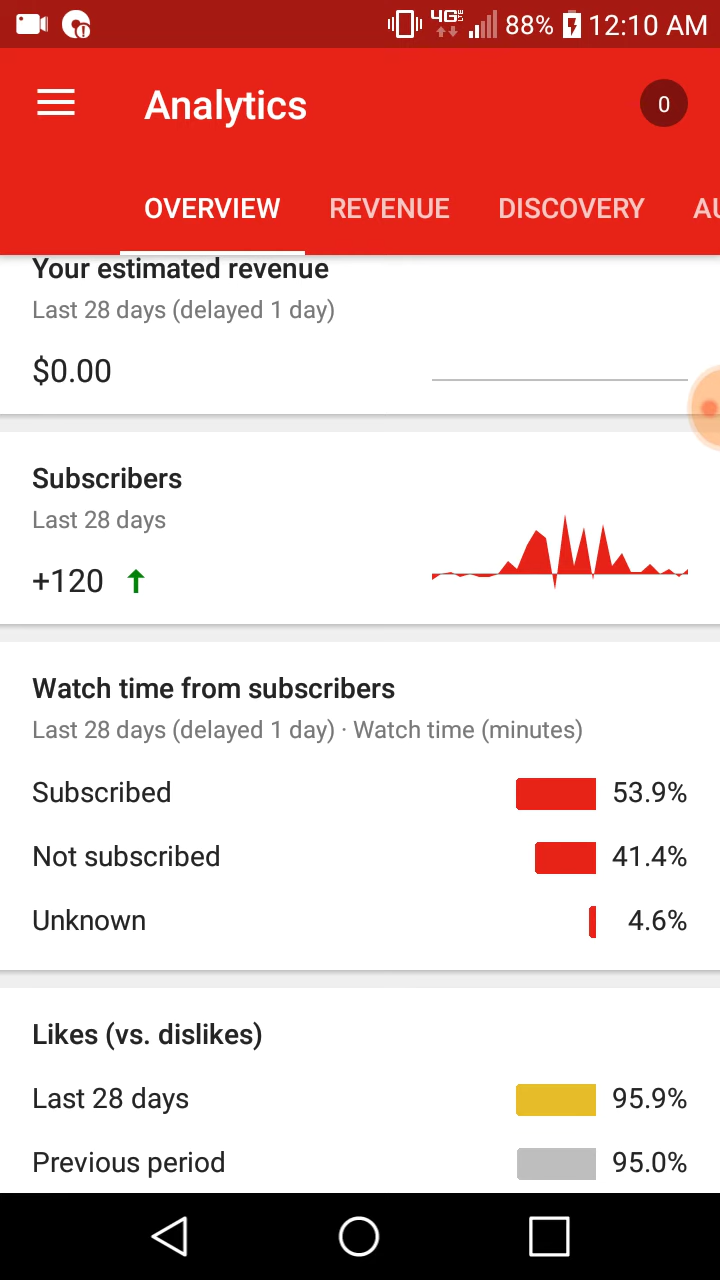 4G LTE 88% 12:10 AM
Analytics 0
OVERVIEW REVENUE DISCOVERY AU
Your estimated revenue
Last 28 days (delayed 1 day)
$0.00
Subscribers
Last 28 days
+120
Watch time from subscribers
Last 28 days (delayed 1 day) · Watch time (minutes)
Subscribed 53.9%
Not subscribed 41.4%
Unknown 4.6%
Likes (vs. dislikes)
Last 28 days 95.9%
Previous period 95.0%